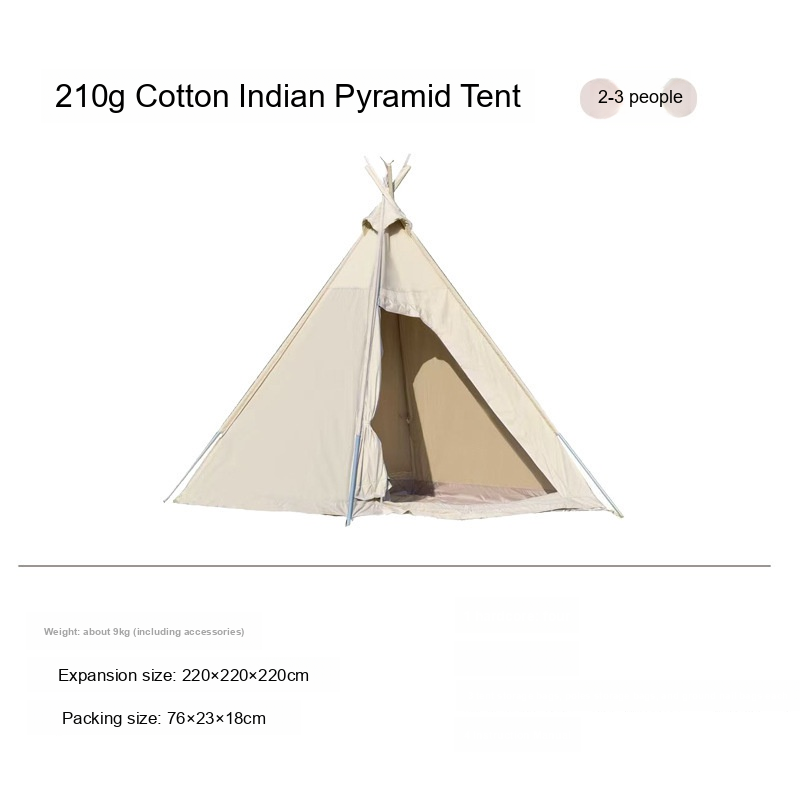 210g Cotton Indian Pyramid Tent
2-3 people
Weight: about 9kg (including accessories)
Expansion size: 220×220×220cm
Packing size: 76×23×18cm